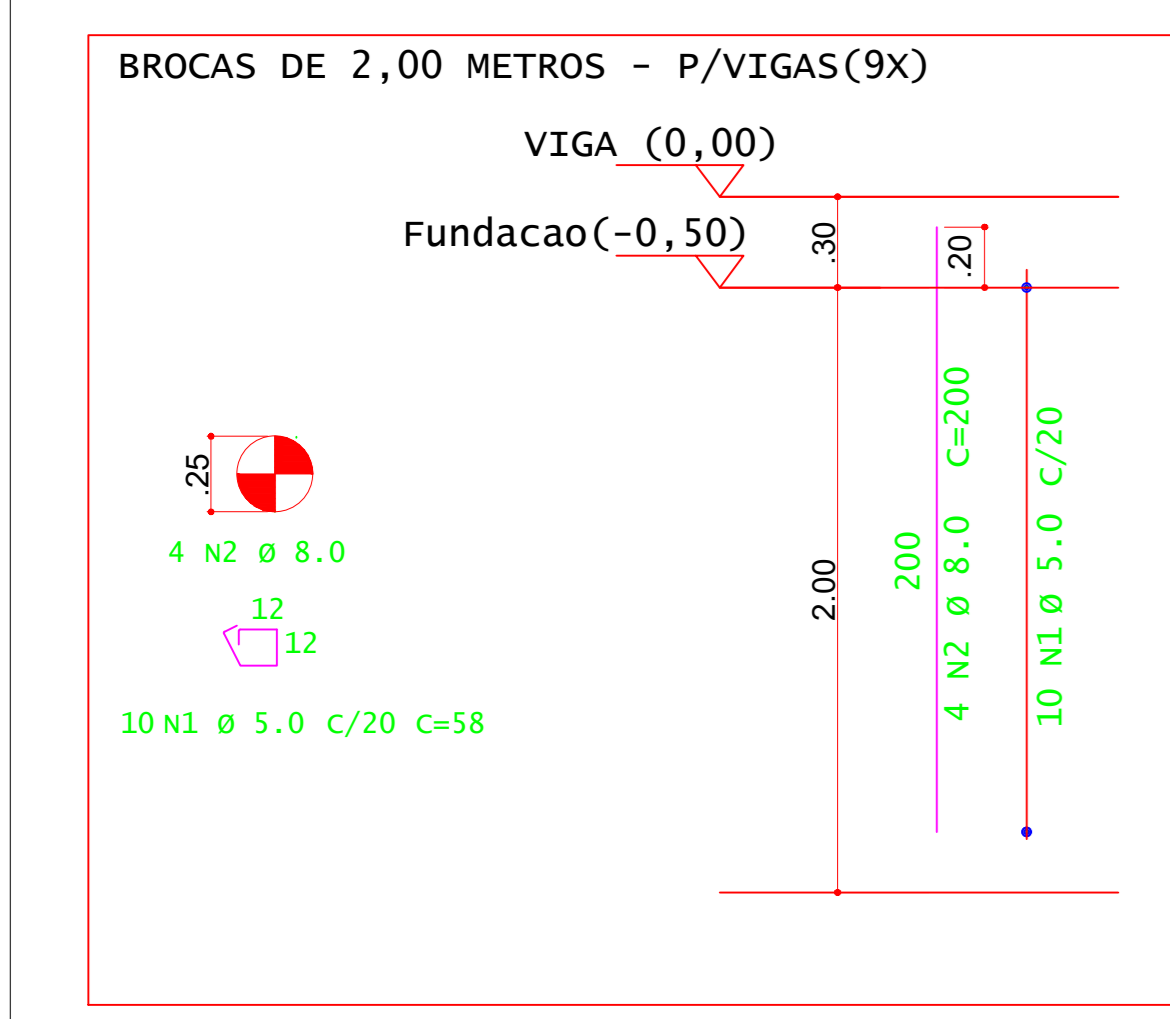 BROCAS DE 2,00 METROS - P/VIGAS(9X)
VIGA (0,00)
Fundacao(-0,50)
.30
.20
.25
4 N2 Ø 8.0
12
12
10 N1 Ø 5.0 C/20 C=58
2.00
200
4 N2 Ø 8.0 C=200
10 N1 Ø 5.0 C/20